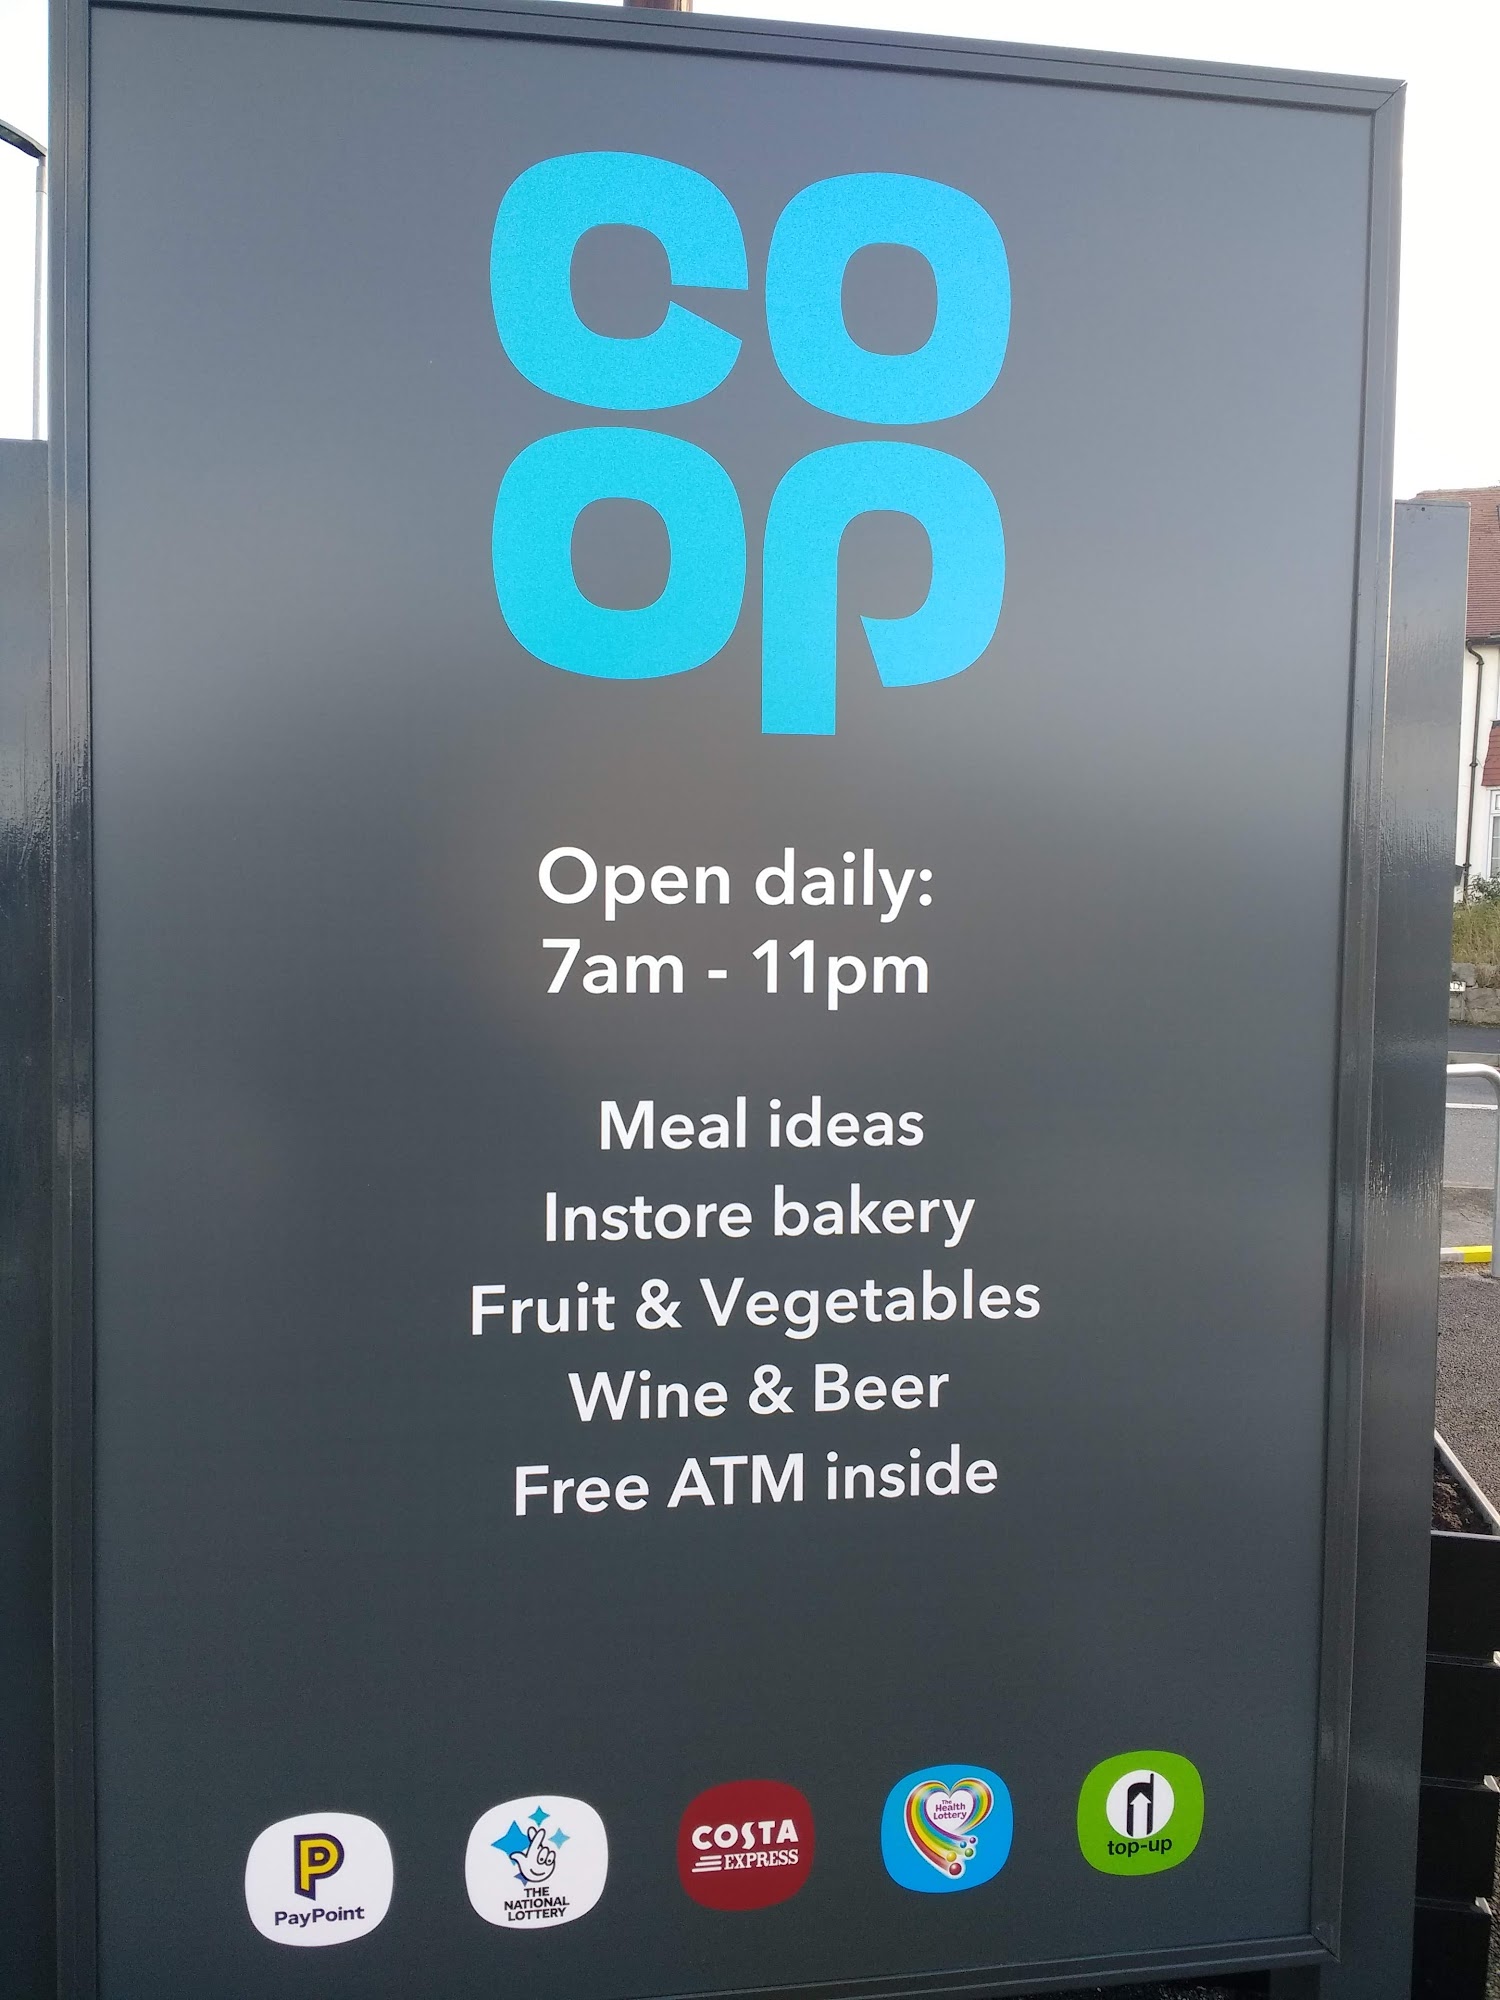 co
op
Open daily:
7am - 11pm
Meal ideas
Instore bakery
Fruit & Vegetables
Wine & Beer
Free ATM inside
PayPoint
THE
NATIONAL
LOTTERY
COSTA
EXPRESS
The
Health
Lottery
top-up